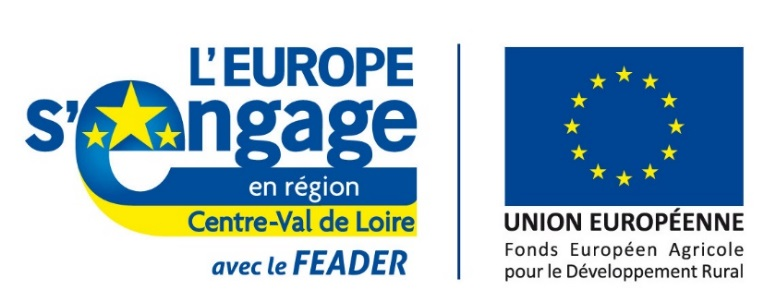 L'EUROPE
s'engage
en région
Centre-Val de Loire
avec le FEADER
UNION EUROPÉENNE
Fonds Européen Agricole
pour le Développement Rural